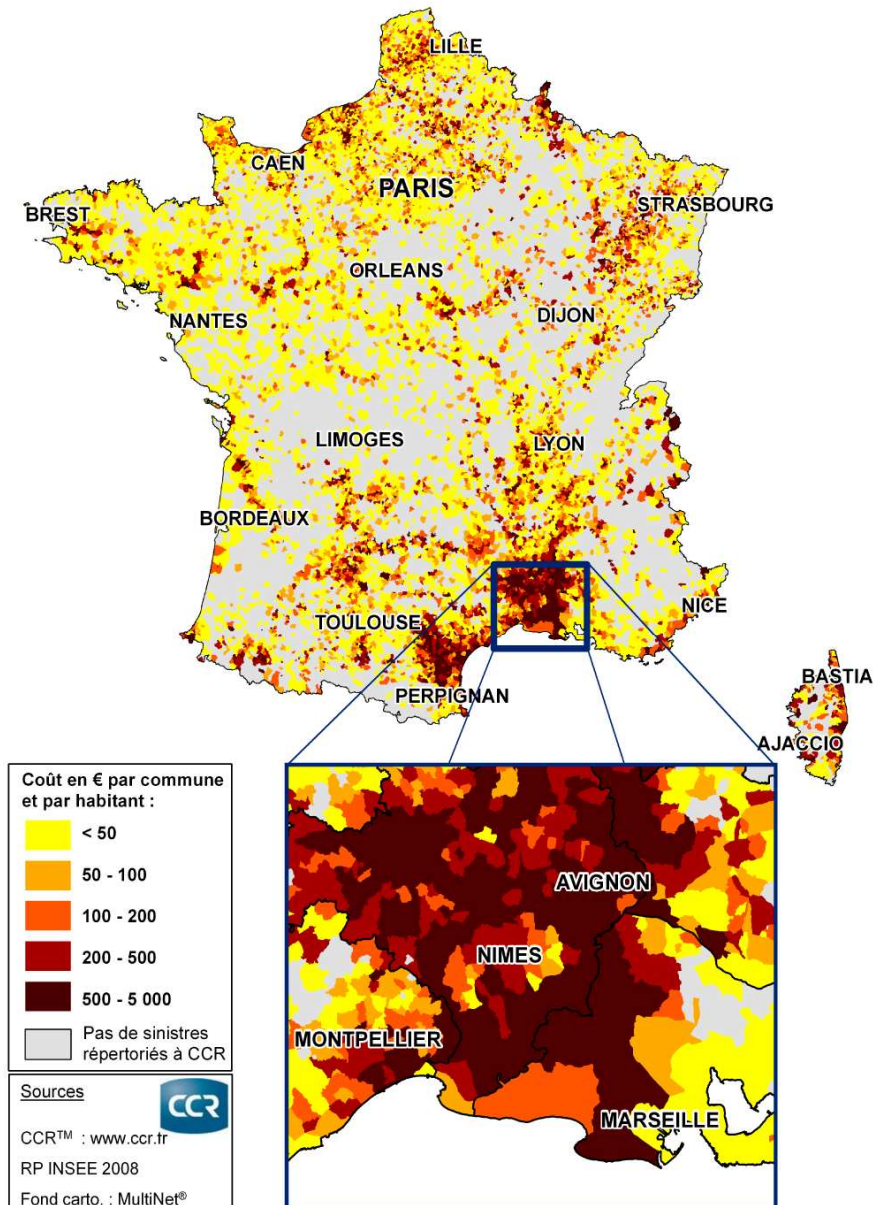 LILLE
CAEN
PARIS
BREST
STRASBOURG
ORLEANS
NANTES
DIJON
LIMOGES
LYON
BORDEAUX
TOULOUSE
NICE
PERPIGNAN
BASTIA
AJACCIO
Coût en € par commune
et par habitant :
< 50
50 - 100
100 - 200
200 - 500
500 - 5 000
Pas de sinistres
répertoriés à CCR
AVIGNON
NIMES
MONTPELLIER
MARSEILLE
Sources
CCR
CCR™ : www.ccr.fr
RP INSEE 2008
Fond carto. : MultiNet®